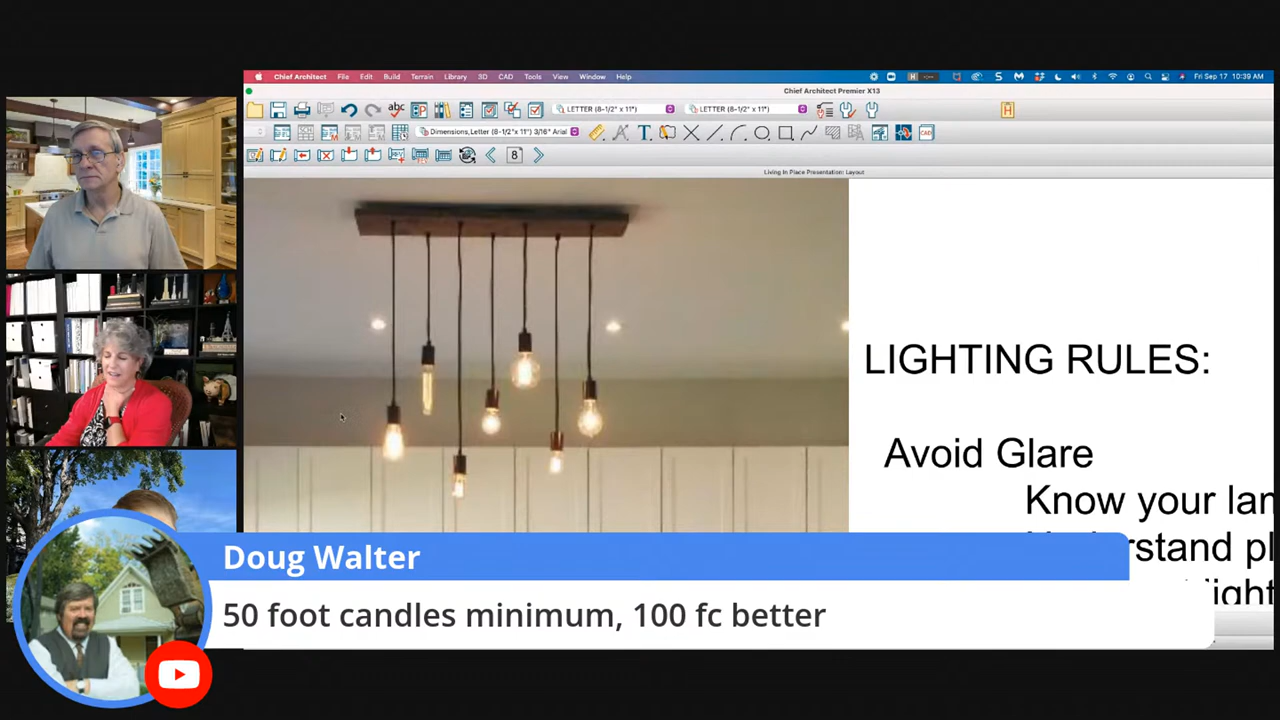 Chief Architect File Edit Build Terrain Library 3D CAD Tools View Window Help
Fri Sep 17 10:39 AM
Chief Architect Premier X13
abc
LETTER (8-1/2" x 11") LETTER (8-1/2" x 11")
A
Dimensions,Letter (8-1/2"x 11") 3/16" Arial
T
CAD
8
Living In Place Presentation: Layout
LIGHTING RULES:
Avoid Glare
Know your
Doug Walter
50 foot candles minimum, 100 fc better